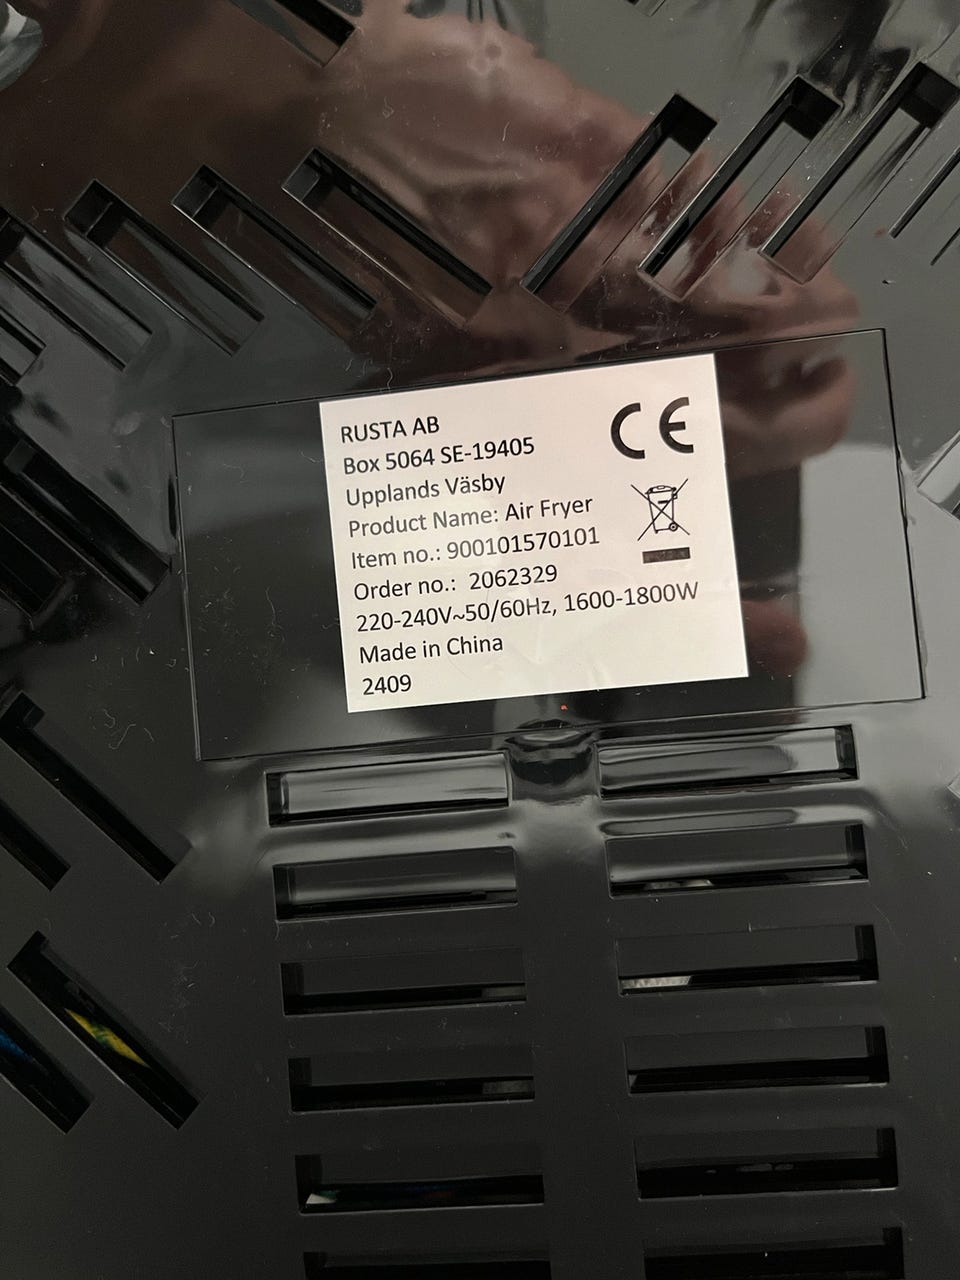 RUSTA AB
Box 5064 SE-19405
Upplands Väsby
Product Name: Air Fryer
Item no.: 900101570101
Order no.: 2062329
220-240V~50/60Hz, 1600-1800W
Made in China
2409
CE